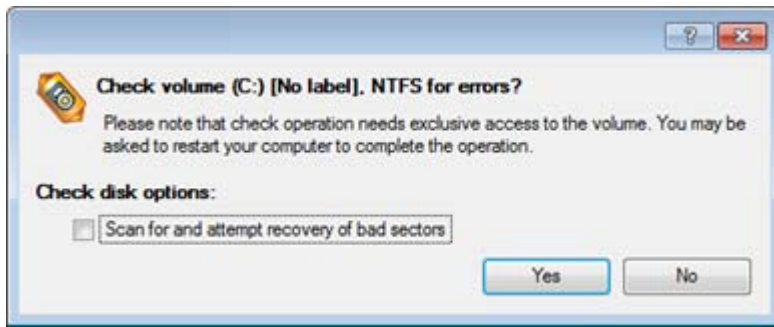 Check volume (C:) [No label], NTFS for errors?
Please note that check operation needs exclusive access to the volume. You may be
asked to restart your computer to complete the operation.
Check disk options:
Scan for and attempt recovery of bad sectors
Yes
No